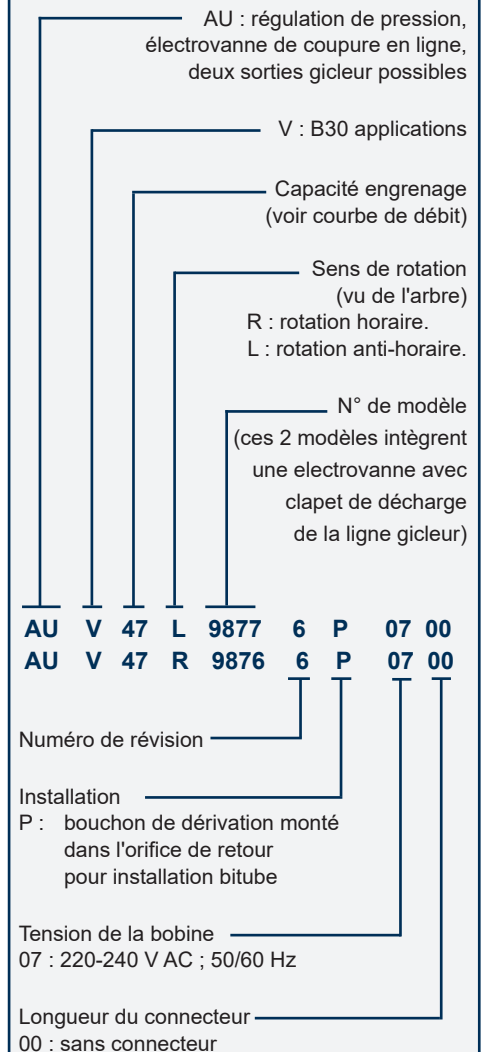 AU : régulation de pression,
électrovanne de coupure en ligne,
deux sorties gicleur possibles
V : B30 applications
Capacité engrenage
(voir courbe de débit)
Sens de rotation
(vu de l'arbre)
R : rotation horaire.
L : rotation anti-horaire.
N° de modèle
(ces 2 modèles intègrent
une electrovanne avec
clapet de décharge
de la ligne gicleur)
AU V 47 L 9877 6 P 07 00
AU V 47 R 9876 6 P 07 00
Numéro de révision
Installation
P : bouchon de dérivation monté
dans l'orifice de retour
pour installation bitube
Tension de la bobine
07 : 220-240 V AC ; 50/60 Hz
Longueur du connecteur
00 : sans connecteur